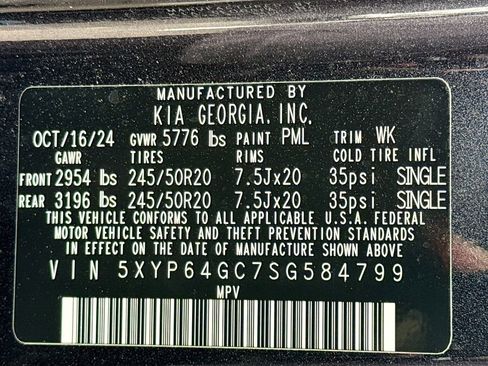 MANUFACTURED BY
KIA GEORGIA, INC.
OCT/16/24 GVWR 5776 lbs PAINT PML TRIM WK
GAWR TIRES RIMS COLD TIRE INFL
FRONT 2954 lbs 245/50R20 7.5Jx20 35psi SINGLE
REAR 3196 lbs 245/50R20 7.5Jx20 35psi SINGLE
THIS VEHICLE CONFORMS TO ALL APPLICABLE U.S.A. FEDERAL
MOTOR VEHICLE SAFETY AND THEFT PREVENTION STANDARDS
IN EFFECT ON THE DATE OF MANUFACTURE SHOWN ABOVE
VIN 5XYP64GC7SG584799
MPV